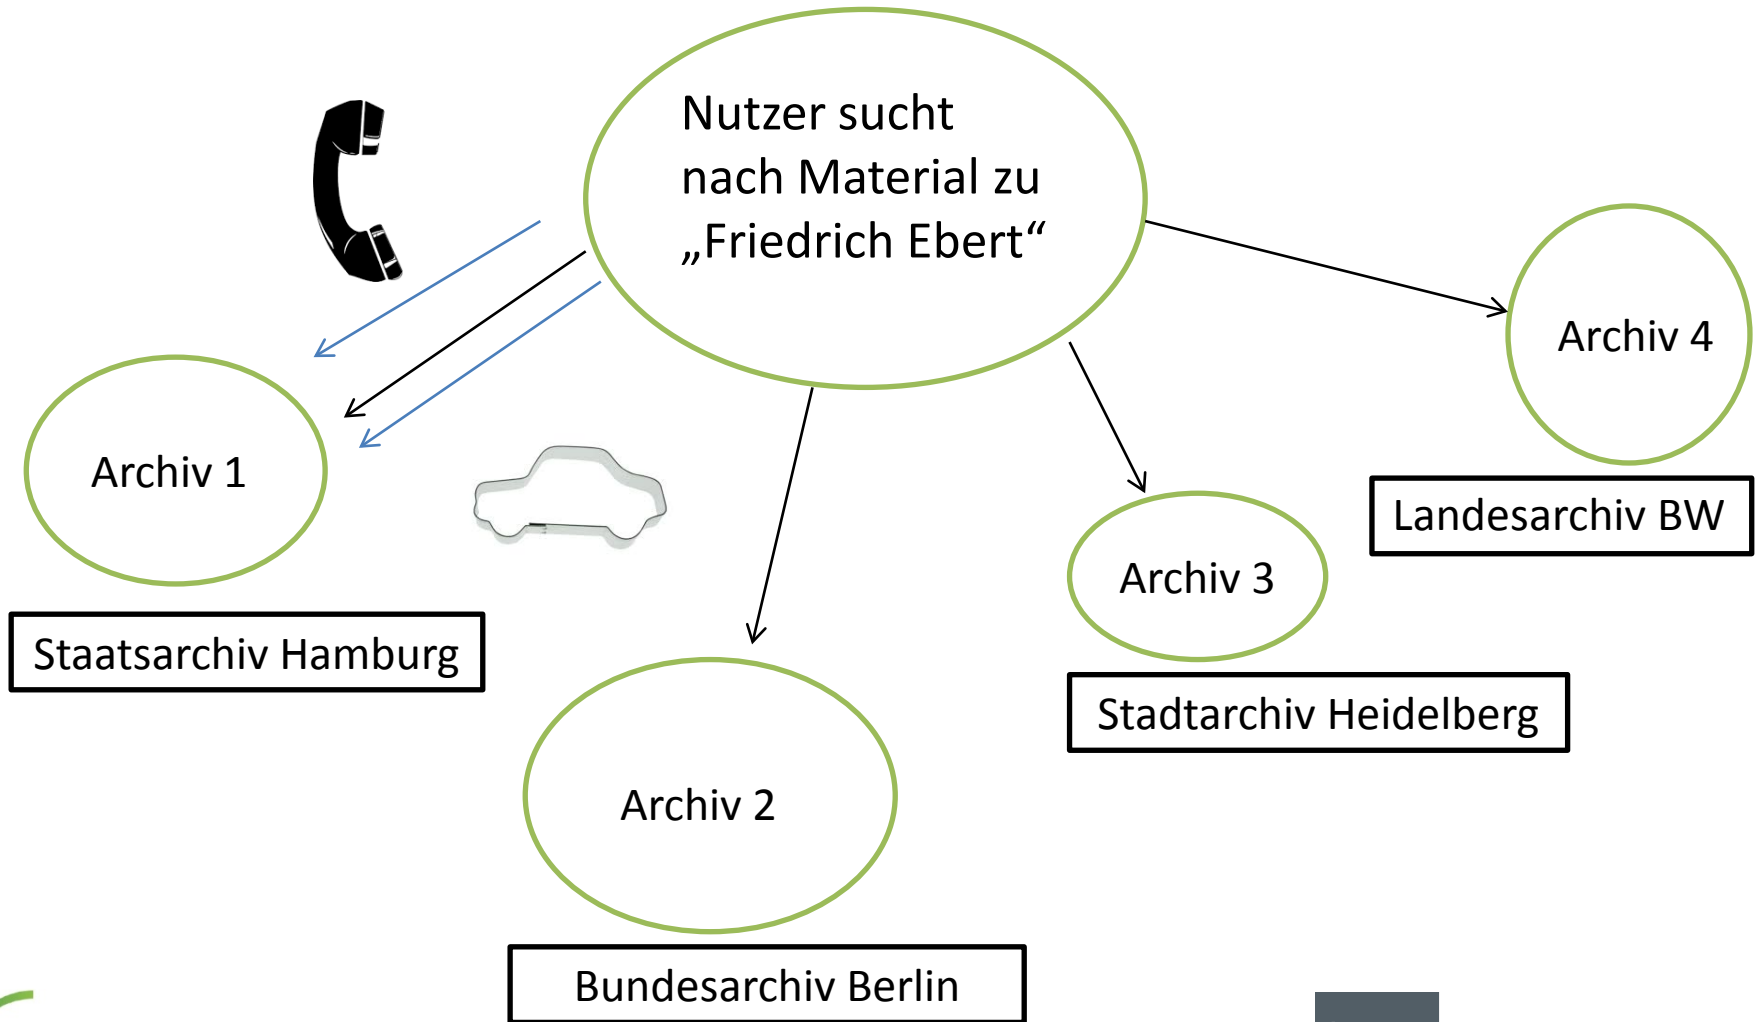 Nutzer sucht
nach Material zu
„Friedrich Ebert“
Archiv 4
Landesarchiv BW
Archiv 1
Archiv 3
Staatsarchiv Hamburg
Stadtarchiv Heidelberg
Archiv 2
Bundesarchiv Berlin